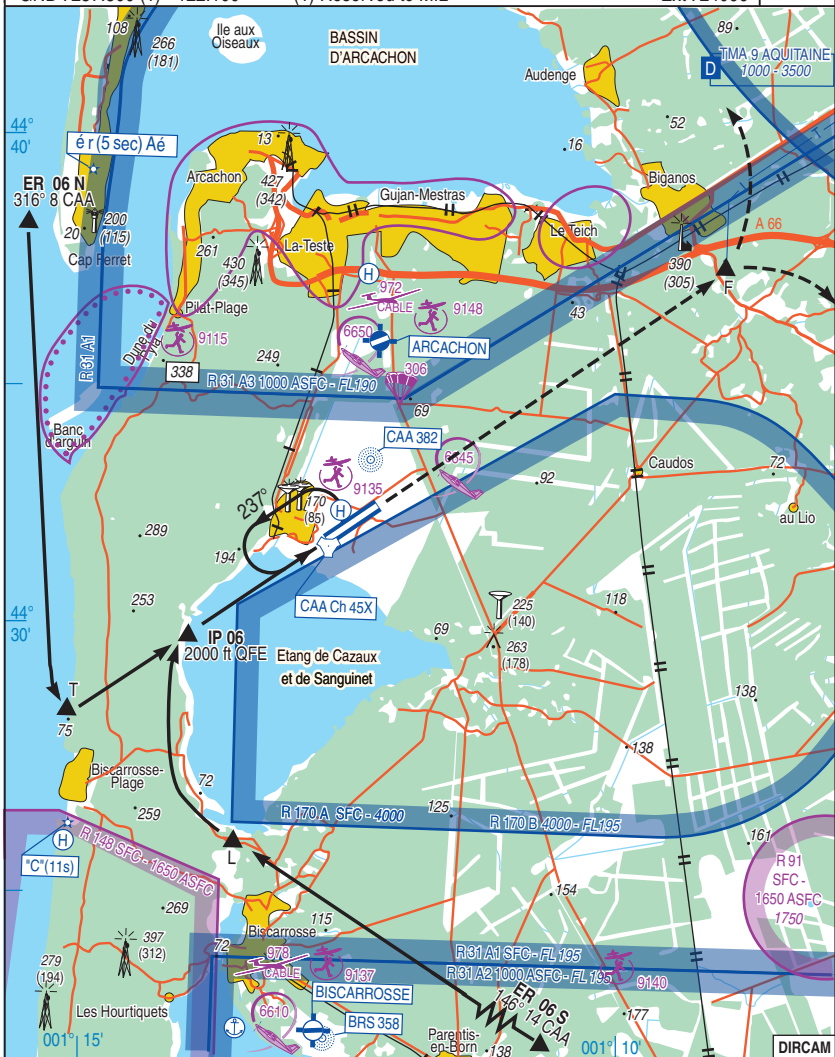 108
266
(181)
Ile aux
Oiseaux
BASSIN
D'ARCACHON
89
D
TMA 9 AQUITAINE
1000 - 3500
Audenge
44°
40'
52
16
13
é r (5 sec) Aé
ER 06 N
316° 8 CAA
Arcachon
427
(342)
Gujan-Mestras
Biganos
200
(115)
20
Cap Ferret
261
430
(345)
La-Teste
Le Teich
A 66
390
(305)
F
H
972
CABLE
9148
43
Pilat-Plage
9115
6650
ARCACHON
Dune du
Pyla
R 31 A1
338
249
R 31 A3 1000 ASFC - FL190
306
69
Banc
d'arguin
CAA 382
6645
Caudos
72
9135
92
237°
170
(85)
H
au Lio
289
194
CAA Ch 45X
253
44°
30'
IP 06
2000 ft QFE
225
(140)
118
69
263
(178)
Etang de Cazaux
et de Sanguinet
T
75
138
138
Biscarrosse-
Plage
72
259
R 170 A SFC - 4000
125
R 170 B 4000 - FL195
161
H
"C"(11s)
R 148 SFC - 1650 ASFC
L
R 91
SFC -
1650 ASFC
1750
154
269
Biscarrosse
115
397
(312)
279
(194)
72
978
CABLE
9137
R 31 A1 SFC - FL 195
R 31 A2 1000 ASFC - FL 195
9140
BISCARROSSE
ER 06 S
146° 14 CAA
Les Hourtiquets
6610
BRS 358
177
001° 15'
Parentis-
en-Born
138
001° 10'
DIRCAM